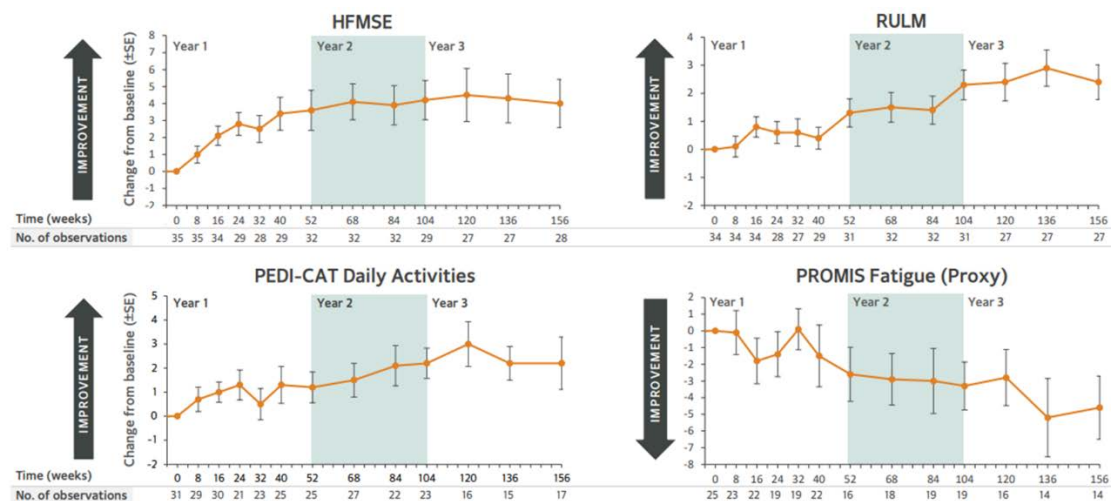 HFMSE
IMPROVEMENT
Change from baseline (±SE)
8
7
6
5
4
3
2
1
0
-1
-2
Year 1 Year 2 Year 3
RULM
IMPROVEMENT
4
3
2
1
0
-1
-2
Year 1 Year 2 Year 3
Time (weeks) 0 8 16 24 32 40 52 68 84 104 120 136 156 0 8 16 24 32 40 52 68 84 104 120 136 156
No. of observations 35 35 34 29 28 29 32 32 32 29 27 27 28 34 34 34 28 27 29 31 32 32 31 27 27 27
PEDI-CAT Daily Activities
IMPROVEMENT
Change from baseline (±SE)
5
4
3
2
1
0
-1
-2
Year 1 Year 2 Year 3
PROMIS Fatigue (Proxy)
IMPROVEMENT
2
1
0
-1
-2
-3
-4
-5
-6
-7
-8
Year 1 Year 2 Year 3
Time (weeks) 0 8 16 24 32 40 52 68 84 104 120 136 156 0 8 16 24 32 40 52 68 84 104 120 136 156
No. of observations 31 29 30 21 23 25 25 27 22 23 16 15 17 25 23 22 19 19 22 16 18 19 19 16 14 14